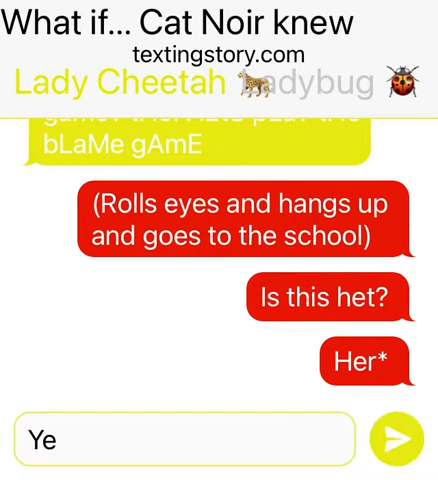 What if... Cat Noir knew
textingstory.com
Lady Cheetah 🐆adybug 🐞
bLaMe gAmE
(Rolls eyes and hangs up
and goes to the school)
Is this het?
Her*
Ye